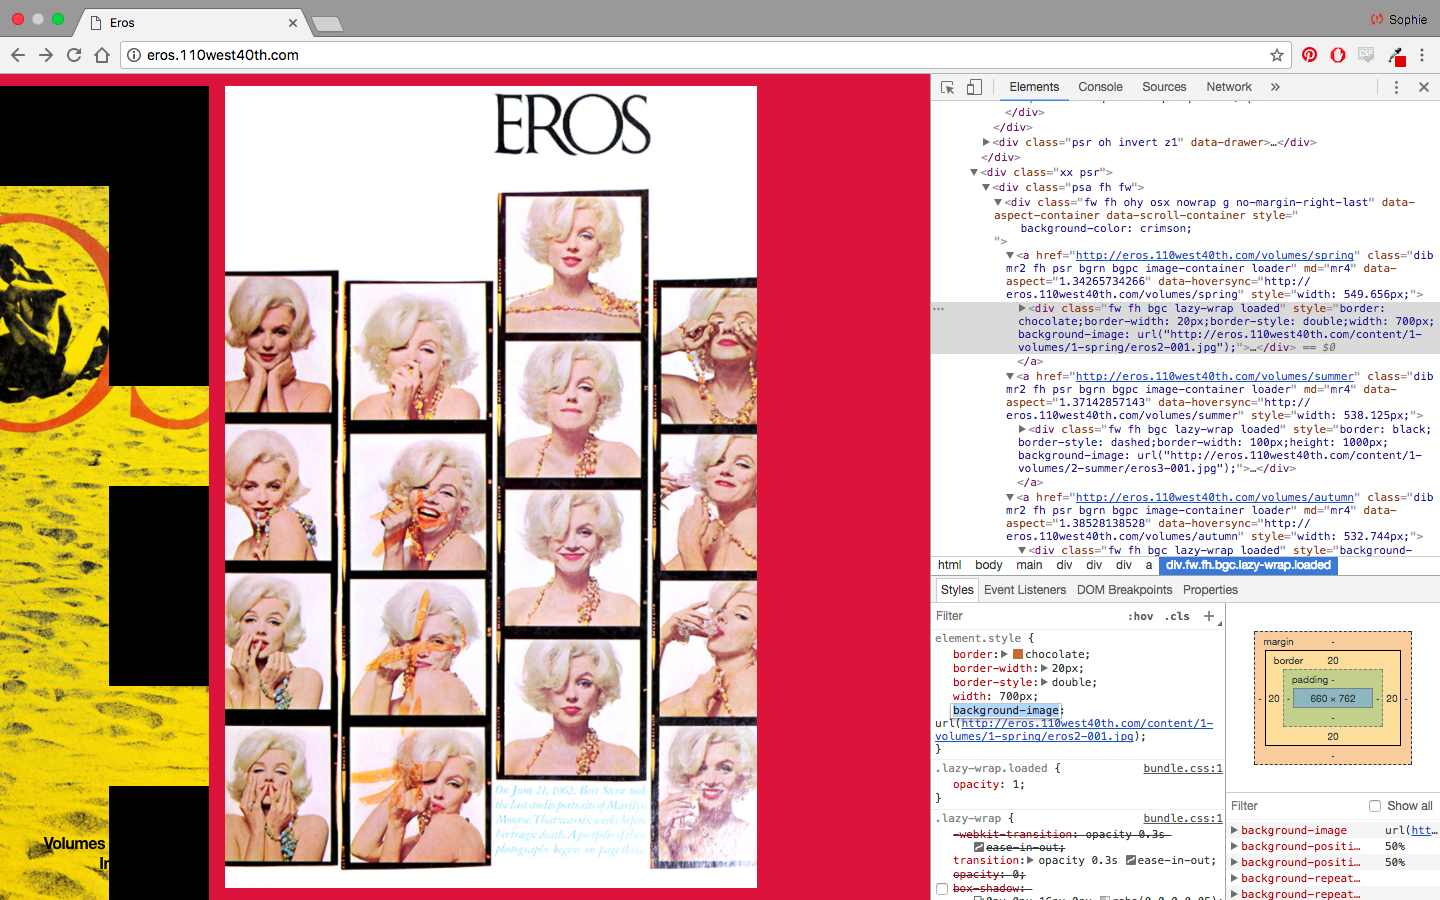 Eros
Sophie
eros.110west40th.com
EROS
On June 21, 1962, Bert Stern took
the last studio portraits of Marilyn
Monroe. That was six weeks before
her tragic death. A portfolio of these
photographs begins on page three.
Volumes
Elements Console Sources Network »
</div>
</div>
▶<div class="psr oh invert z1" data-drawer>…</div>
</div>
▼<div class="xx psr">
▼<div class="psa fh fw">
▼<div class="fw fh ohy osx nowrap g no-margin-right-last" data-
aspect-container data-scroll-container style="
background-color: crimson;
">
▼<a href="http://eros.110west40th.com/volumes/spring" class="dib
mr2 fh psr bgrn bgpc image-container loader" md="mr4" data-
aspect="1.34265734266" data-hoversync="http://
eros.110west40th.com/volumes/spring" style="width: 549.656px;">
… ▶<div class="fw fh bgc lazy-wrap loaded" style="border:
chocolate;border-width: 20px;border-style: double;width: 700px;
background-image: url("http://eros.110west40th.com/content/1-
volumes/1-spring/eros2-001.jpg");">…</div> == $0
</a>
▼<a href="http://eros.110west40th.com/volumes/summer" class="dib
mr2 fh psr bgrn bgpc image-container loader" md="mr4" data-
aspect="1.37142857143" data-hoversync="http://
eros.110west40th.com/volumes/summer" style="width: 538.125px;">
▶<div class="fw fh bgc lazy-wrap loaded" style="border: black;
border-style: dashed;border-width: 100px;height: 1000px;
background-image: url("http://eros.110west40th.com/content/1-
volumes/2-summer/eros3-001.jpg");">…</div>
</a>
▼<a href="http://eros.110west40th.com/volumes/autumn" class="dib
mr2 fh psr bgrn bgpc image-container loader" md="mr4" data-
aspect="1.38528138528" data-hoversync="http://
eros.110west40th.com/volumes/autumn" style="width: 532.744px;">
▼<div class="fw fh bgc lazy-wrap loaded" style="background-
html body main div div div a div.fw.fh.bgc.lazy-wrap.loaded
Styles Event Listeners DOM Breakpoints Properties
Filter :hov .cls +
element.style {
border:▶ chocolate;
border-width:▶ 20px;
border-style:▶ double;
width: 700px;
background-image:
url(http://eros.110west40th.com/content/1-
volumes/1-spring/eros2-001.jpg);
}
.lazy-wrap.loaded { bundle.css:1
opacity: 1;
}
.lazy-wrap { bundle.css:1
-webkit-transition: opacity 0.3s
ease-in-out;
transition:▶ opacity 0.3s ease-in-out;
opacity: 0;
box-shadow:
margin -
border 20
padding -
- 20 - 660 × 762 - 20 -
-
20
-
Filter Show all
▶ background-image url(htt…
▶ background-positi… 50%
▶ background-positi… 50%
▶ background-repeat…
▶ background-repeat…